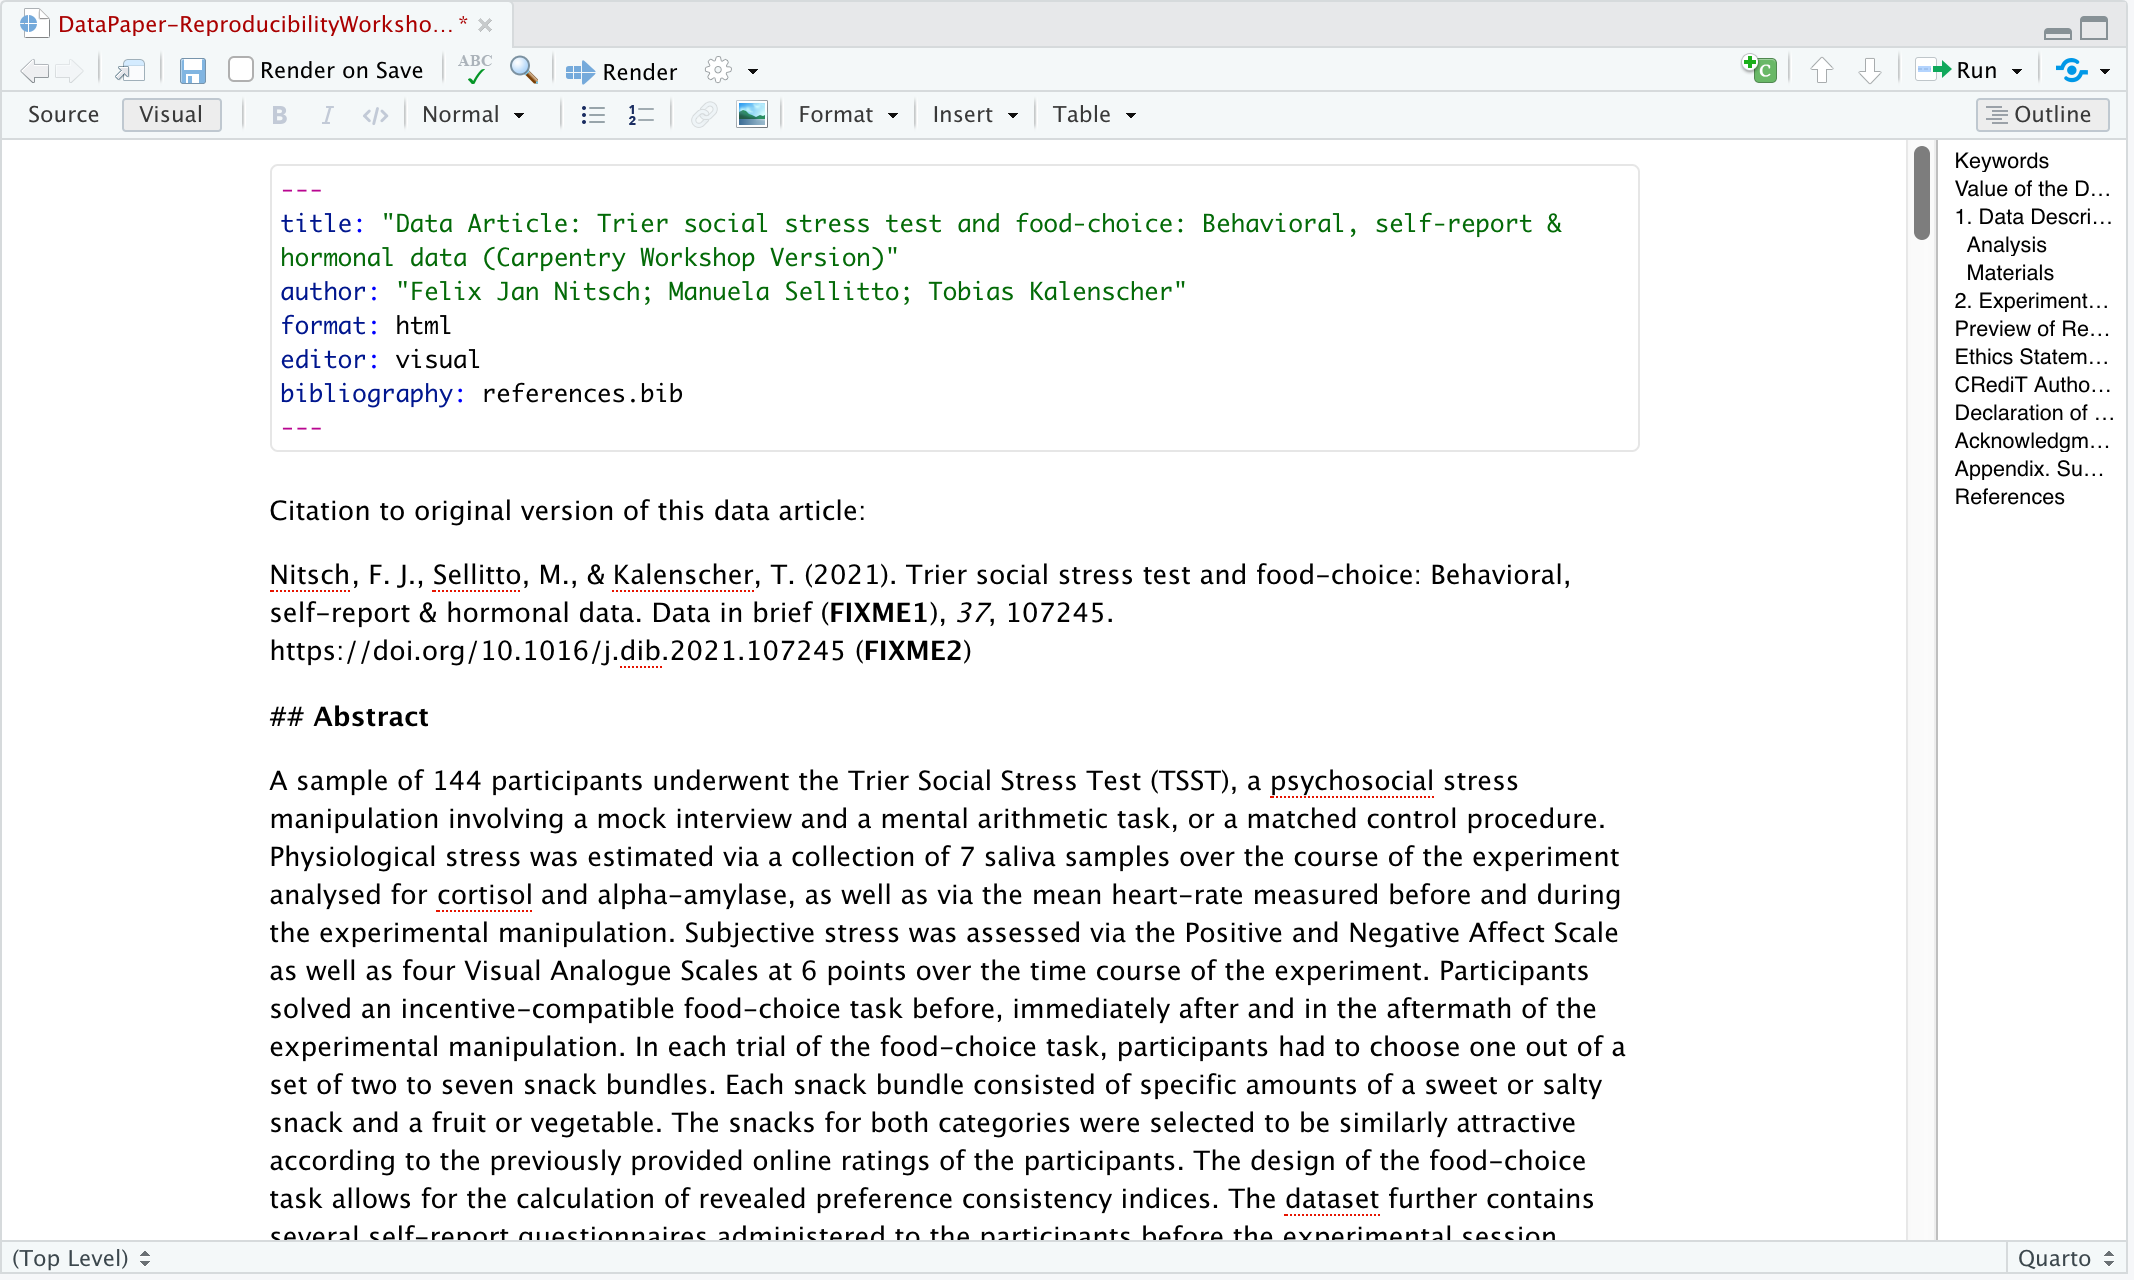 DataPaper-ReproducibilityWorksho...*
Render on Save ABC Render Run
Source Visual B I </> Normal Format Insert Table Outline
---
title: "Data Article: Trier social stress test and food-choice: Behavioral, self-report &
hormonal data (Carpentry Workshop Version)"
author: "Felix Jan Nitsch; Manuela Sellitto; Tobias Kalenscher"
format: html
editor: visual
bibliography: references.bib
---
Citation to original version of this data article:
Nitsch, F. J., Sellitto, M., & Kalenscher, T. (2021). Trier social stress test and food-choice: Behavioral,
self-report & hormonal data. Data in brief (FIXME1), 37, 107245.
https://doi.org/10.1016/j.dib.2021.107245 (FIXME2)
## Abstract
A sample of 144 participants underwent the Trier Social Stress Test (TSST), a psychosocial stress
manipulation involving a mock interview and a mental arithmetic task, or a matched control procedure.
Physiological stress was estimated via a collection of 7 saliva samples over the course of the experiment
analysed for cortisol and alpha-amylase, as well as via the mean heart-rate measured before and during
the experimental manipulation. Subjective stress was assessed via the Positive and Negative Affect Scale
as well as four Visual Analogue Scales at 6 points over the time course of the experiment. Participants
solved an incentive-compatible food-choice task before, immediately after and in the aftermath of the
experimental manipulation. In each trial of the food-choice task, participants had to choose one out of a
set of two to seven snack bundles. Each snack bundle consisted of specific amounts of a sweet or salty
snack and a fruit or vegetable. The snacks for both categories were selected to be similarly attractive
according to the previously provided online ratings of the participants. The design of the food-choice
task allows for the calculation of revealed preference consistency indices. The dataset further contains
several self-report questionnaires administered to the participants before the experimental session.
Keywords
Value of the D...
1. Data Descri...
Analysis
Materials
2. Experiment...
Preview of Re...
Ethics Statem...
CRediT Autho...
Declaration of ...
Acknowledgm...
Appendix. Su...
References
(Top Level) Quarto